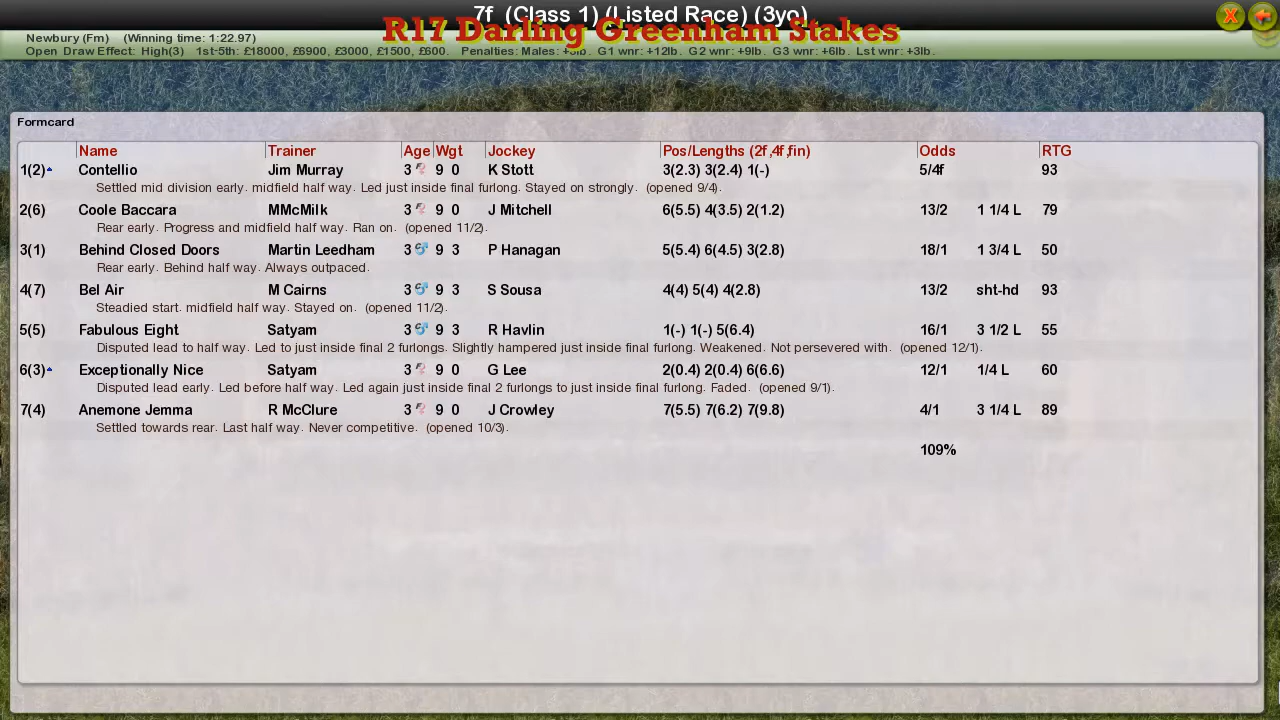 7f (Class 1) (Listed Race) (3yo)
R17 Darling Greenham Stakes
Newbury (Fm) (Winning time: 1:22.97)
Open Draw Effect: High(3) 1st-5th: £18000, £6900, £3000, £1500, £600. Penalties: Males: +3lb. G1 wnr: +12lb. G2 wnr: +9lb. G3 wnr: +6lb. Lst wnr: +3lb.
Formcard
Name Trainer Age Wgt Jockey Pos/Lengths (2f,4f,fin) Odds RTG
1(2) Contellio Jim Murray 3 9 0 K Stott 3(2.3) 3(2.4) 1(-) 5/4f 93
Settled mid division early. midfield half way. Led just inside final furlong. Stayed on strongly. (opened 9/4).
2(6) Coole Baccara MMcMilk 3 9 0 J Mitchell 6(5.5) 4(3.5) 2(1.2) 13/2 1 1/4 L 79
Rear early. Progress and midfield half way. Ran on. (opened 11/2).
3(1) Behind Closed Doors Martin Leedham 3 9 3 P Hanagan 5(5.4) 6(4.5) 3(2.8) 18/1 1 3/4 L 50
Rear early. Behind half way. Always outpaced.
4(7) Bel Air M Cairns 3 9 3 S Sousa 4(4) 5(4) 4(2.8) 13/2 sht-hd 93
Steadied start. midfield half way. Stayed on. (opened 11/2).
5(5) Fabulous Eight Satyam 3 9 3 R Havlin 1(-) 1(-) 5(6.4) 16/1 3 1/2 L 55
Disputed lead to half way. Led to just inside final 2 furlongs. Slightly hampered just inside final furlong. Weakened. Not persevered with. (opened 12/1).
6(3) Exceptionally Nice Satyam 3 9 0 G Lee 2(0.4) 2(0.4) 6(6.6) 12/1 1/4 L 60
Disputed lead early. Led before half way. Led again just inside final 2 furlongs to just inside final furlong. Faded. (opened 9/1).
7(4) Anemone Jemma R McClure 3 9 0 J Crowley 7(5.5) 7(6.2) 7(9.8) 4/1 3 1/4 L 89
Settled towards rear. Last half way. Never competitive. (opened 10/3).
109%